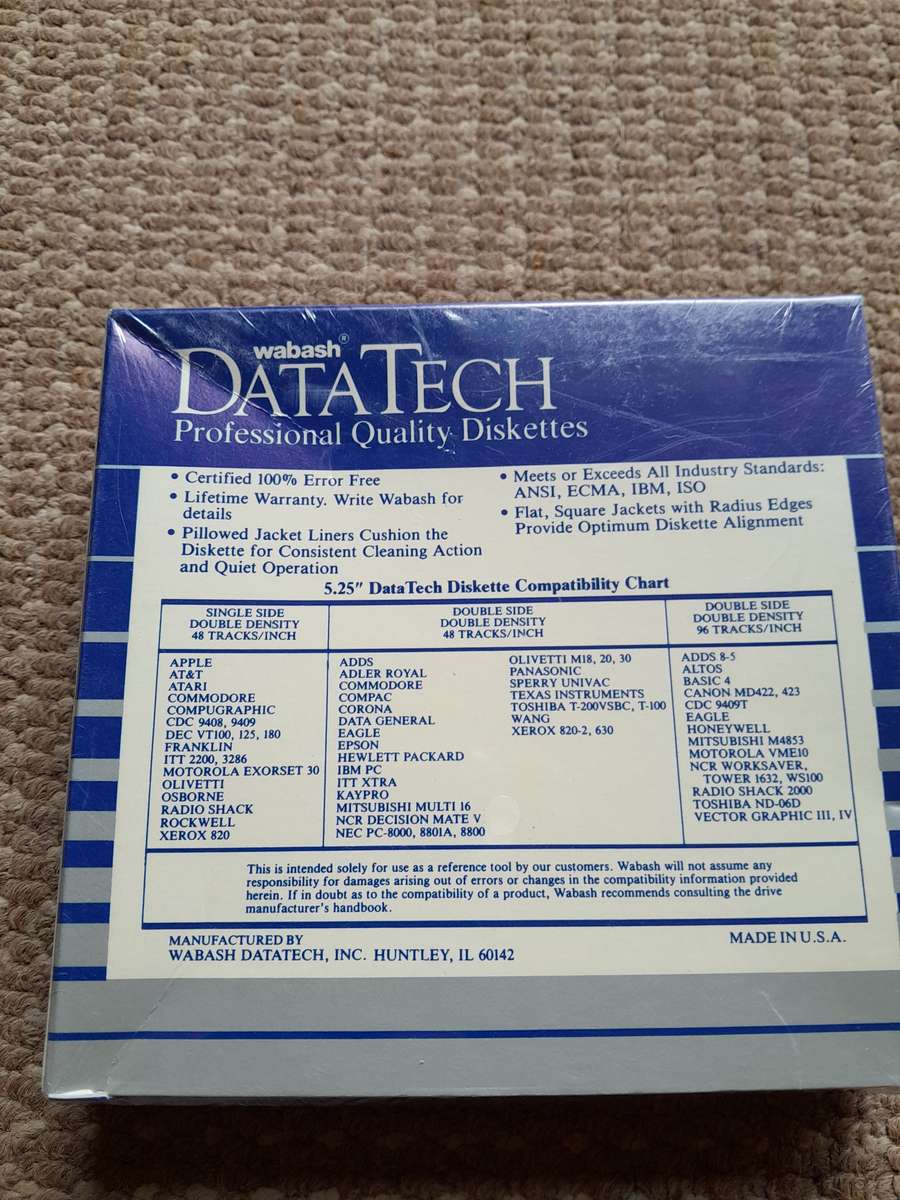 wabash®
DATATECH
Professional Quality Diskettes
• Certified 100% Error Free
• Lifetime Warranty. Write Wabash for
details
• Pillowed Jacket Liners Cushion the
Diskette for Consistent Cleaning Action
and Quiet Operation
• Meets or Exceeds All Industry Standards:
ANSI, ECMA, IBM, ISO
• Flat, Square Jackets with Radius Edges
Provide Optimum Diskette Alignment
5.25" DataTech Diskette Compatibility Chart
SINGLE SIDE
DOUBLE DENSITY
48 TRACKS/INCH
APPLE
AT&T
ATARI
COMMODORE
COMPUGRAPHIC
CDC 9408, 9409
DEC VT100, 125, 180
FRANKLIN
ITT 2200, 3286
MOTOROLA EXORSET 30
OLIVETTI
OSBORNE
RADIO SHACK
ROCKWELL
XEROX 820
DOUBLE SIDE
DOUBLE DENSITY
48 TRACKS/INCH
ADDS
ADLER ROYAL
COMMODORE
COMPAC
CORONA
DATA GENERAL
EAGLE
EPSON
HEWLETT PACKARD
IBM PC
ITT XTRA
KAYPRO
MITSUBISHI MULTI 16
NCR DECISION MATE V
NEC PC-8000, 8801A, 8800
OLIVETTI M18, 20, 30
PANASONIC
SPERRY UNIVAC
TEXAS INSTRUMENTS
TOSHIBA T-200VSBC, T-100
WANG
XEROX 820-2, 630
DOUBLE SIDE
DOUBLE DENSITY
96 TRACKS/INCH
ADDS 8-5
ALTOS
BASIC 4
CANON MD422, 423
CDC 9409T
EAGLE
HONEYWELL
MITSUBISHI M4853
MOTOROLA VME10
NCR WORKSAVER,
TOWER 1632, WS100
RADIO SHACK 2000
TOSHIBA ND-06D
VECTOR GRAPHIC III, IV
This is intended solely for use as a reference tool by our customers. Wabash will not assume any
responsibility for damages arising out of errors or changes in the compatibility information provided
herein. If in doubt as to the compatibility of a product, Wabash recommends consulting the drive
manufacturer's handbook.
MANUFACTURED BY
WABASH DATATECH, INC. HUNTLEY, IL 60142
MADE IN U.S.A.